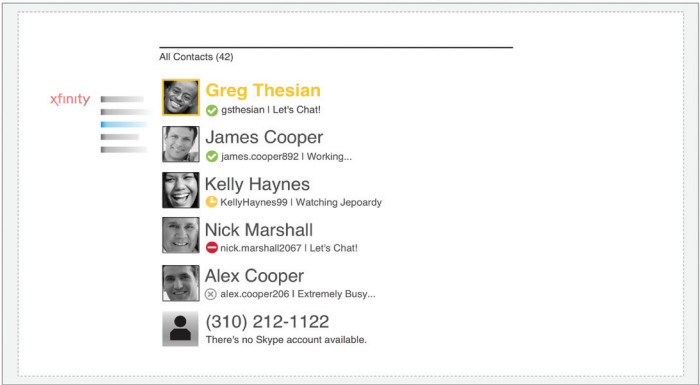 All Contacts (42)
xfinity
Greg Thesian
gsthesian | Let's Chat!
James Cooper
james.cooper892 | Working...
Kelly Haynes
KellyHaynes99 | Watching Jepoardy
Nick Marshall
nick.marshall2067 | Let's Chat!
Alex Cooper
alex.cooper206 | Extremely Busy...
(310) 212-1122
There's no Skype account available.